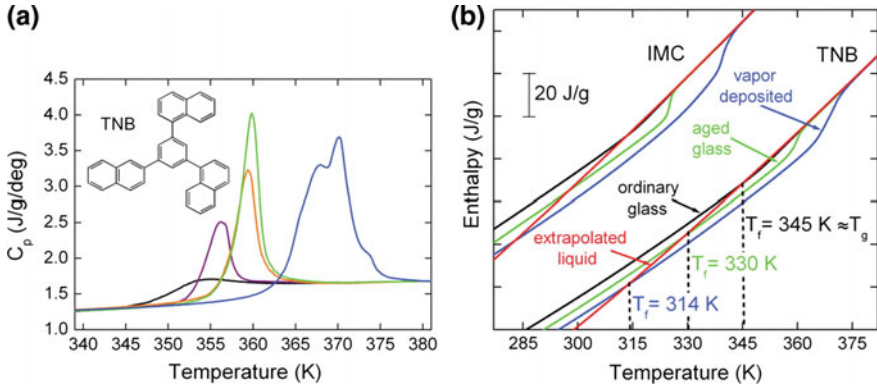 (a)
4.5
4.0
3.5
3.0
2.5
2.0
1.5
1.0
C_p (J/g/deg)
TNB
340 345 350 355 360 365 370 375 380
Temperature (K)
(b)
Enthalpy (J/g)
20 J/g
IMC
TNB
vapor
deposited
aged
glass
ordinary
glass
extrapolated
liquid
T_f= 345 K ≈T_g
T_f= 330 K
T_f= 314 K
285 300 315 330 345 360 375
Temperature (K)